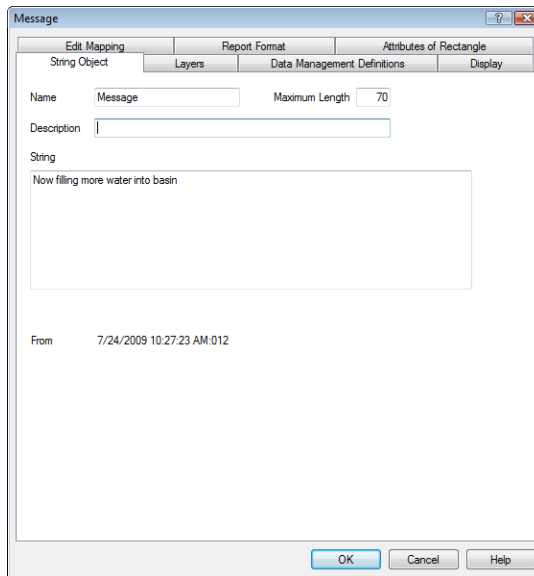 Message
Edit Mapping Report Format Attributes of Rectangle
String Object Layers Data Management Definitions Display
Name Message Maximum Length 70
Description
String
Now filling more water into basin
From 7/24/2009 10:27:23 AM:012
OK Cancel Help